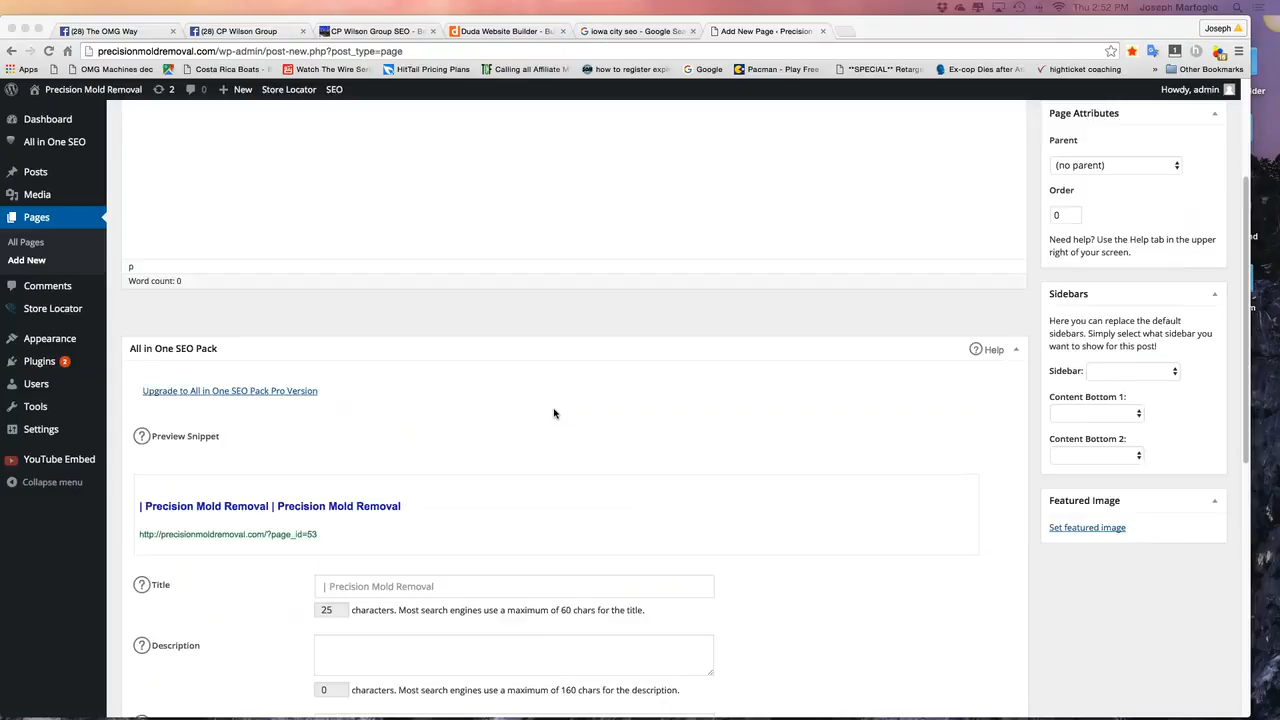 Thu 2:52 PM Joseph Marfoglio
(28) The OMG Way
(28) CP Wilson Group
CP Wilson Group SEO - B
Duda Website Builder - Bu
iowa city seo - Google Sea
Add New Page ‹ Precision
Joseph
precisionmoldremoval.com/wp-admin/post-new.php?post_type=page
Apps
OMG Machines dec
Costa Rica Boats -
Watch The Wire Ser
HitTail Pricing Plans
Calling all Affiliate M
how to register expi
Google
Pacman - Play Free
**SPECIAL** Retarg
Ex-cop Dies after At
highticket coaching
»
Other Bookmarks
Precision Mold Removal
2
0
+ New
Store Locator
SEO
Howdy, admin
Dashboard
All in One SEO
Posts
Media
Pages
All Pages
Add New
Comments
Store Locator
Appearance
Plugins 2
Users
Tools
Settings
YouTube Embed
Collapse menu
p
Word count: 0
All in One SEO Pack
Help
Upgrade to All in One SEO Pack Pro Version
Preview Snippet
| Precision Mold Removal | Precision Mold Removal
http://precisionmoldremoval.com/?page_id=53
Title
| Precision Mold Removal
25 characters. Most search engines use a maximum of 60 chars for the title.
Description
0 characters. Most search engines use a maximum of 160 chars for the description.
Page Attributes
Parent
(no parent)
Order
0
Need help? Use the Help tab in the upper
right of your screen.
Sidebars
Here you can replace the default
sidebars. Simply select what sidebar you
want to show for this post!
Sidebar:
Content Bottom 1:
Content Bottom 2:
Featured Image
Set featured image